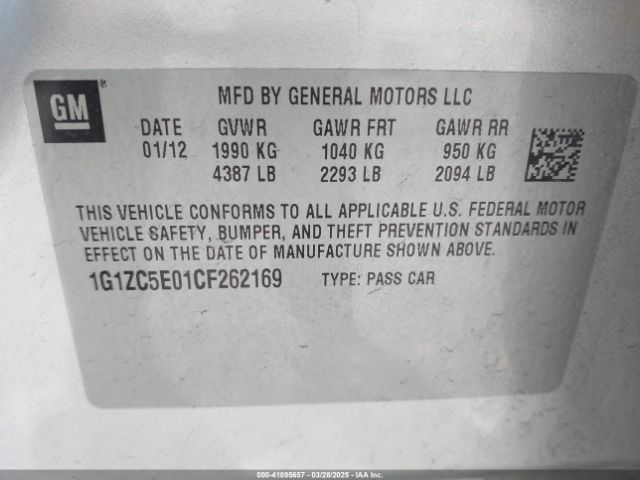 GM
MFD BY GENERAL MOTORS LLC
DATE GVWR GAWR FRT GAWR RR
01/12 1990 KG 1040 KG 950 KG
4387 LB 2293 LB 2094 LB
THIS VEHICLE CONFORMS TO ALL APPLICABLE U.S. FEDERAL MOTOR
VEHICLE SAFETY, BUMPER, AND THEFT PREVENTION STANDARDS IN
EFFECT ON THE DATE OF MANUFACTURE SHOWN ABOVE.
1G1ZC5E01CF262169 TYPE: PASS CAR
000-41895657 - 03/28/2025 - IAA Inc.